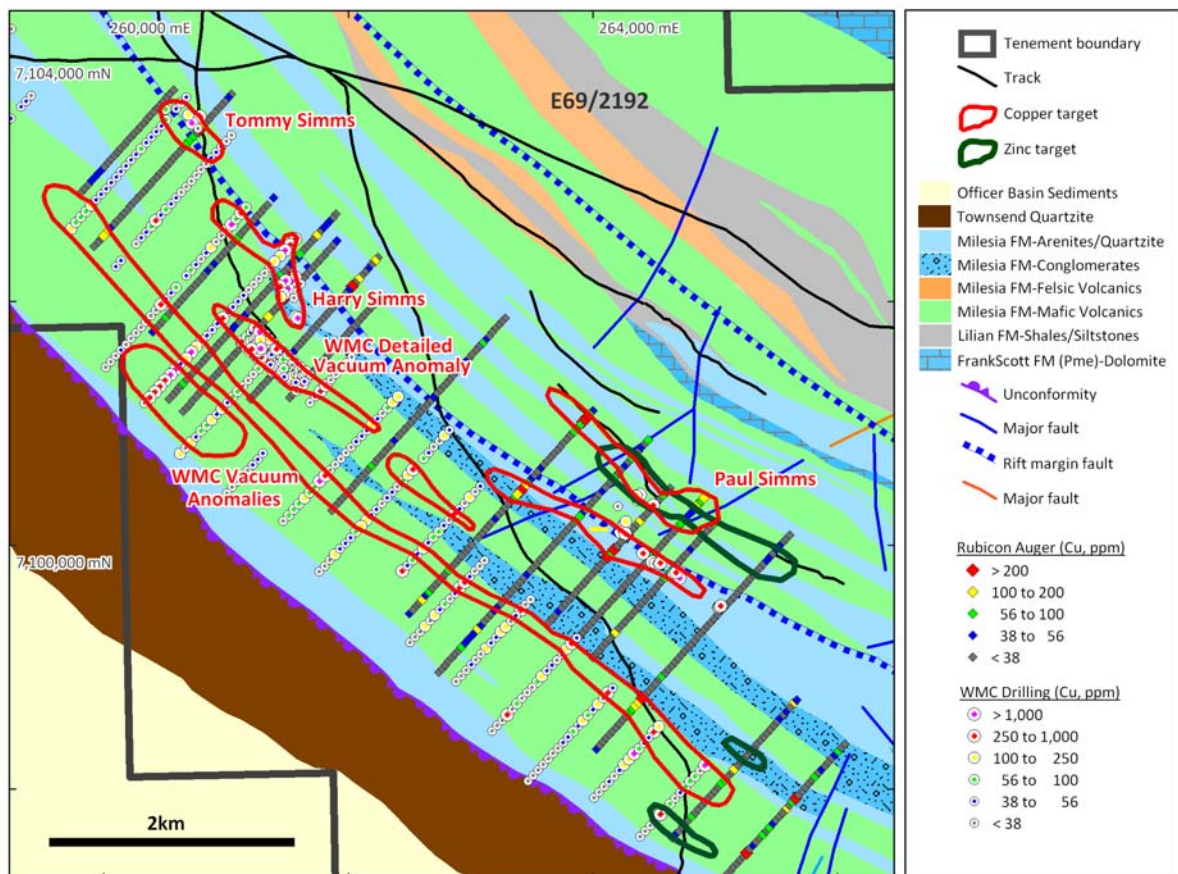 260,000 mE
264,000 mE
7,104,000 mN
E69/2192
Tommy Simms
Harry Simms
WMC Detailed
Vacuum Anomaly
WMC Vacuum
Anomalies
Paul Simms
7,100,000 mN
2km
Tenement boundary
Track
Copper target
Zinc target
Officer Basin Sediments
Townsend Quartzite
Milesia FM-Arenites/Quartzite
Milesia FM-Conglomerates
Milesia FM-Felsic Volcanics
Milesia FM-Mafic Volcanics
Lilian FM-Shales/Siltstones
FrankScott FM (Pme)-Dolomite
Unconformity
Major fault
Rift margin fault
Major fault
Rubicon Auger (Cu, ppm)
> 200
100 to 200
56 to 100
38 to 56
< 38
WMC Drilling (Cu, ppm)
> 1,000
250 to 1,000
100 to 250
56 to 100
38 to 56
< 38